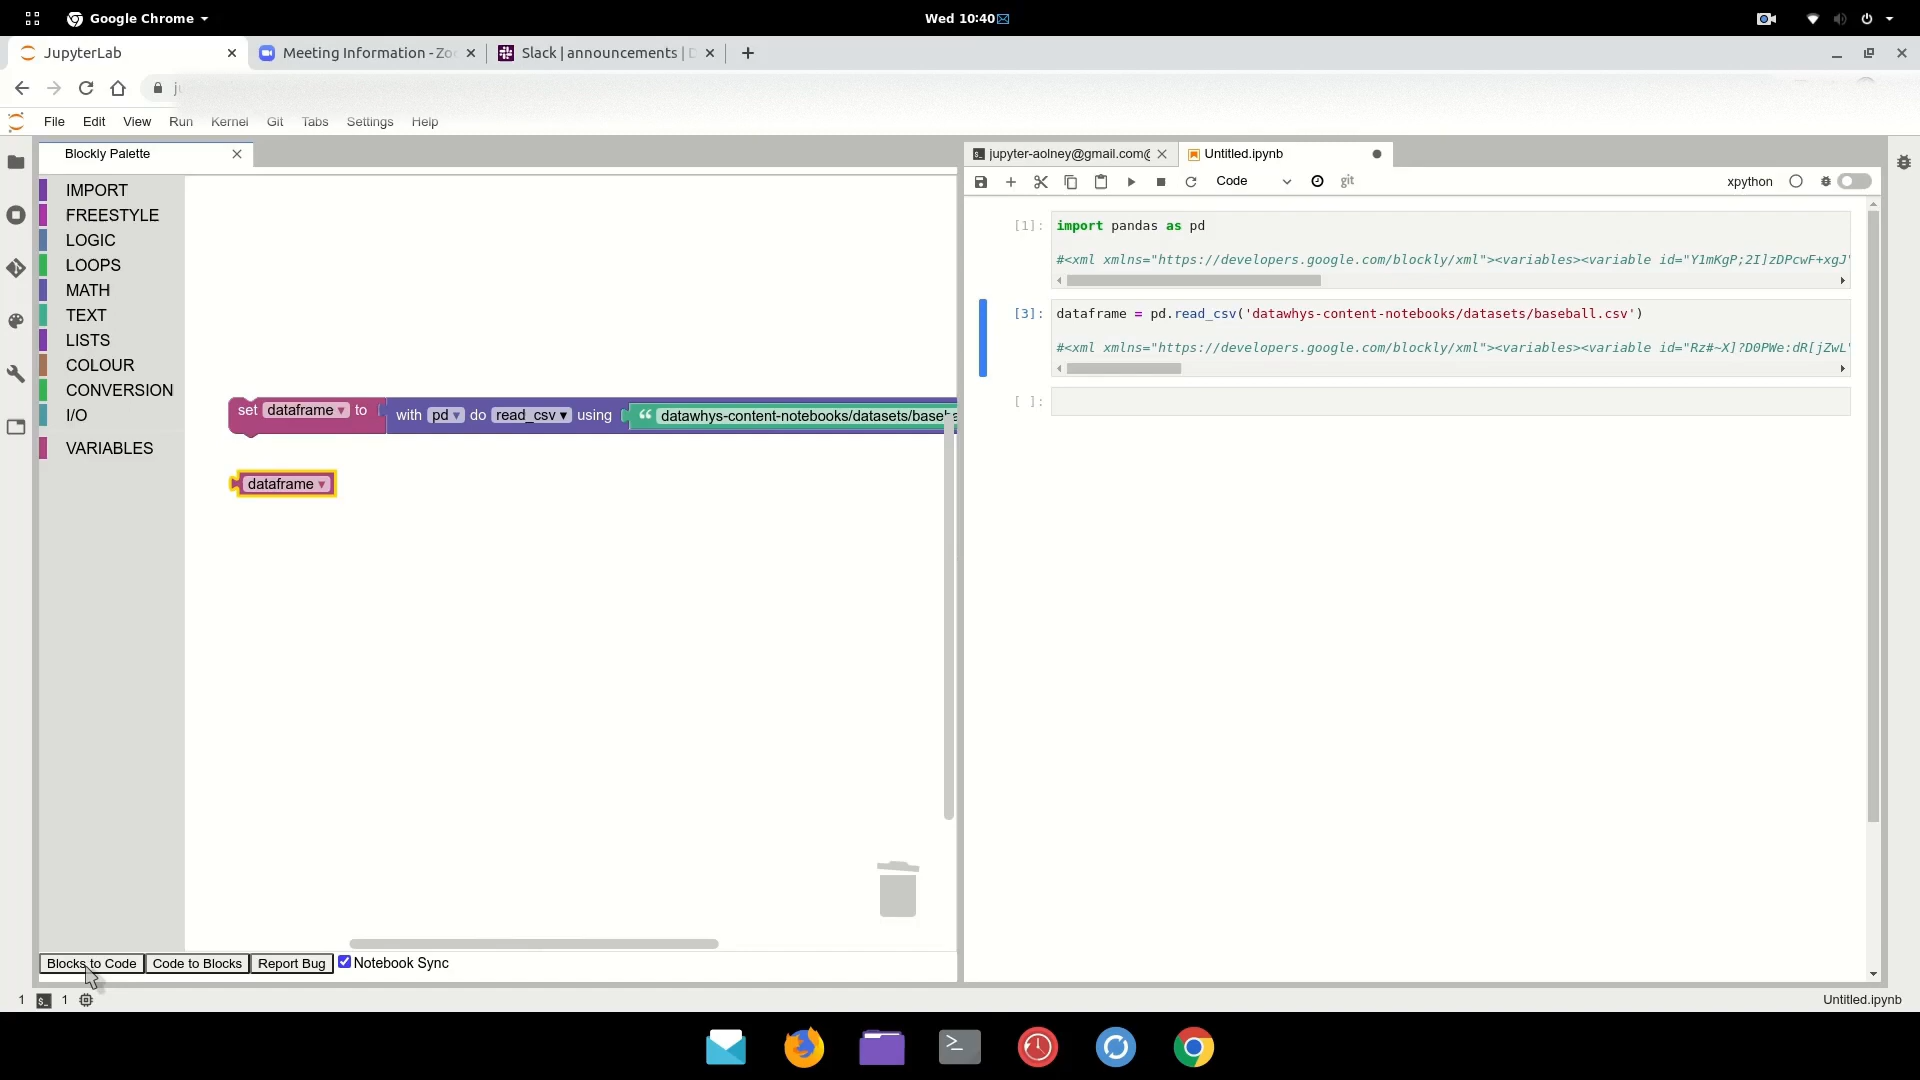 Google Chrome
Wed 10:40
JupyterLab
Meeting Information - Zo
Slack | announcements |
File Edit View Run Kernel Git Tabs Settings Help
Blockly Palette
jupyter-aolney@gmail.com@
Untitled.ipynb
Code
git
xpython
IMPORT
FREESTYLE
LOGIC
LOOPS
MATH
TEXT
LISTS
COLOUR
CONVERSION
I/O
VARIABLES
set dataframe to with pd do read_csv using “ datawhys-content-notebooks/datasets/baseba
dataframe
[1]: import pandas as pd
#<xml xmlns="https://developers.google.com/blockly/xml"><variables><variable id="Y1mKgP;2I]zDPcwF+xgJ
[3]: dataframe = pd.read_csv('datawhys-content-notebooks/datasets/baseball.csv')
#<xml xmlns="https://developers.google.com/blockly/xml"><variables><variable id="Rz#~X]?D0PWe:dR[jZwL
[ ]:
Blocks to Code Code to Blocks Report Bug Notebook Sync
1 $_ 1
Untitled.ipynb